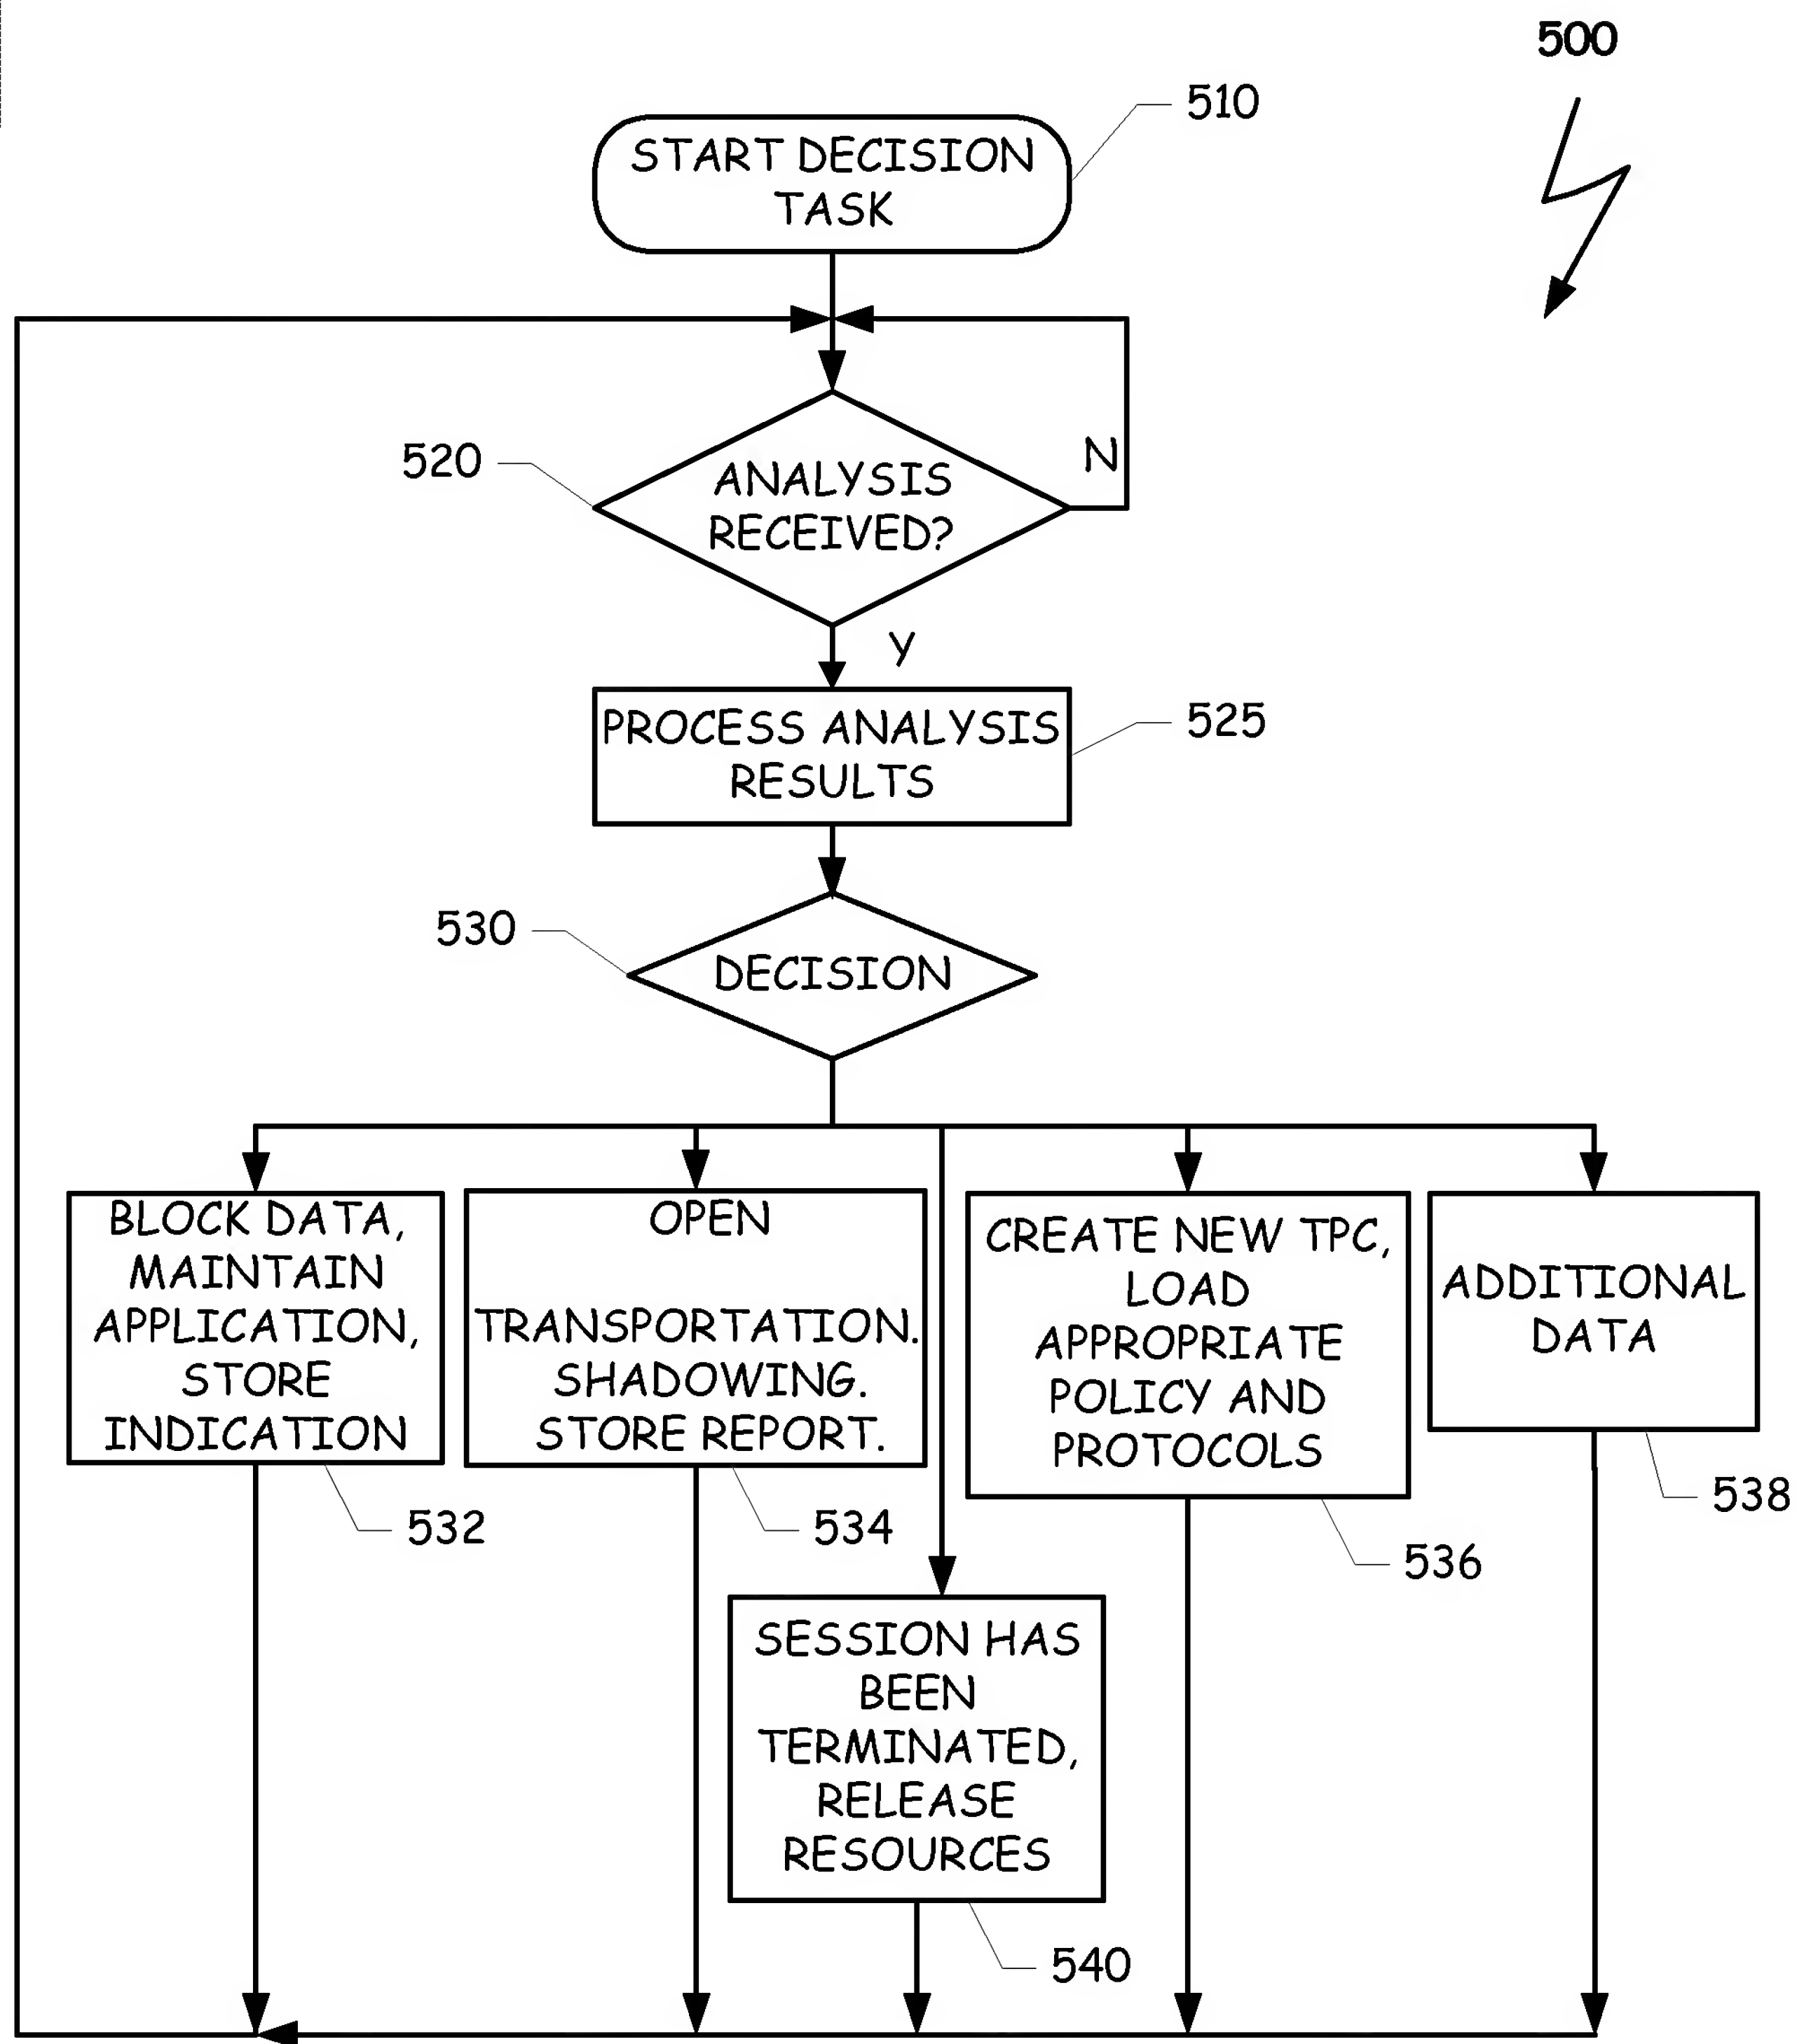 500
510
START DECISION
TASK
520
N
ANALYSIS
RECEIVED?
Y
PROCESS ANALYSIS
RESULTS
525
530
DECISION
BLOCK DATA,
MAINTAIN
APPLICATION,
STORE
INDICATION
532
OPEN
TRANSPORTATION.
SHADOWING.
STORE REPORT.
534
CREATE NEW TPC,
LOAD
APPROPRIATE
POLICY AND
PROTOCOLS
536
ADDITIONAL
DATA
538
SESSION HAS
BEEN
TERMINATED,
RELEASE
RESOURCES
540